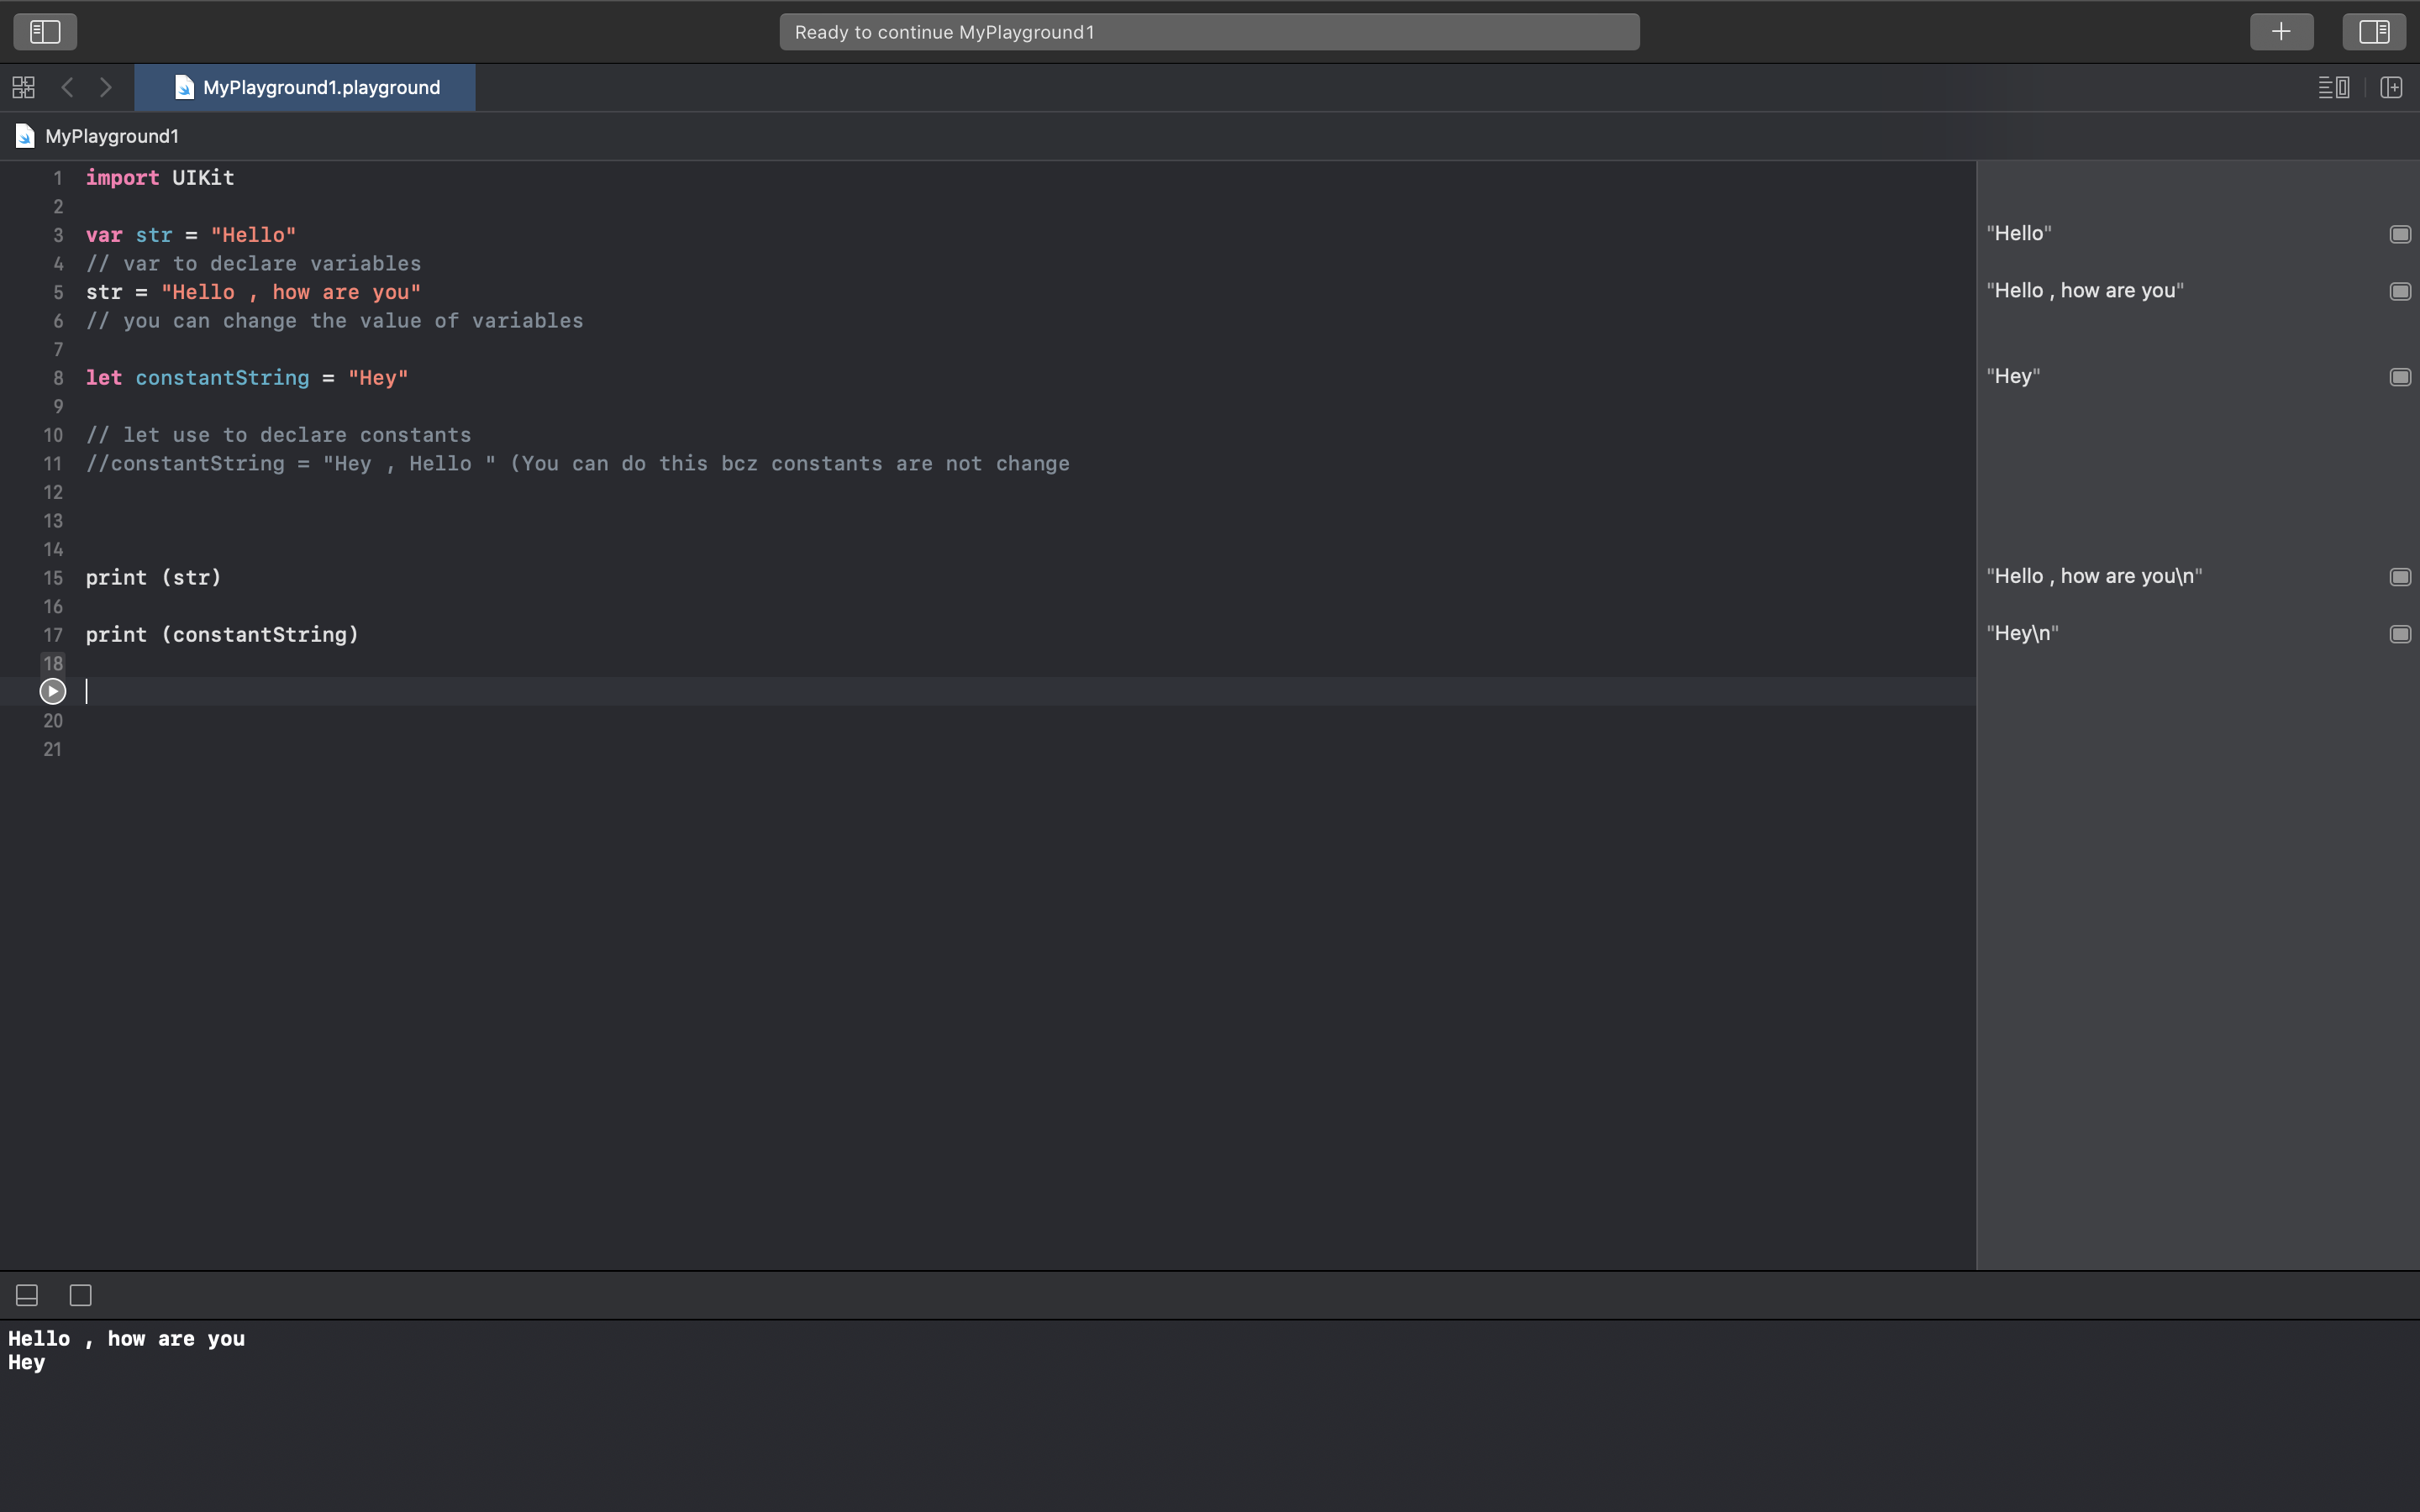 Ready to continue MyPlayground1
MyPlayground1.playground
MyPlayground1
1 import UIKit
2
3 var str = "Hello"
"Hello"
4 // var to declare variables
5 str = "Hello , how are you"
"Hello , how are you"
6 // you can change the value of variables
7
8 let constantString = "Hey"
"Hey"
9
10 // let use to declare constants
11 //constantString = "Hey , Hello " (You can do this bcz constants are not change
12
13
14
15 print (str)
"Hello , how are you\n"
16
17 print (constantString)
"Hey\n"
18
20
21
Hello , how are you
Hey